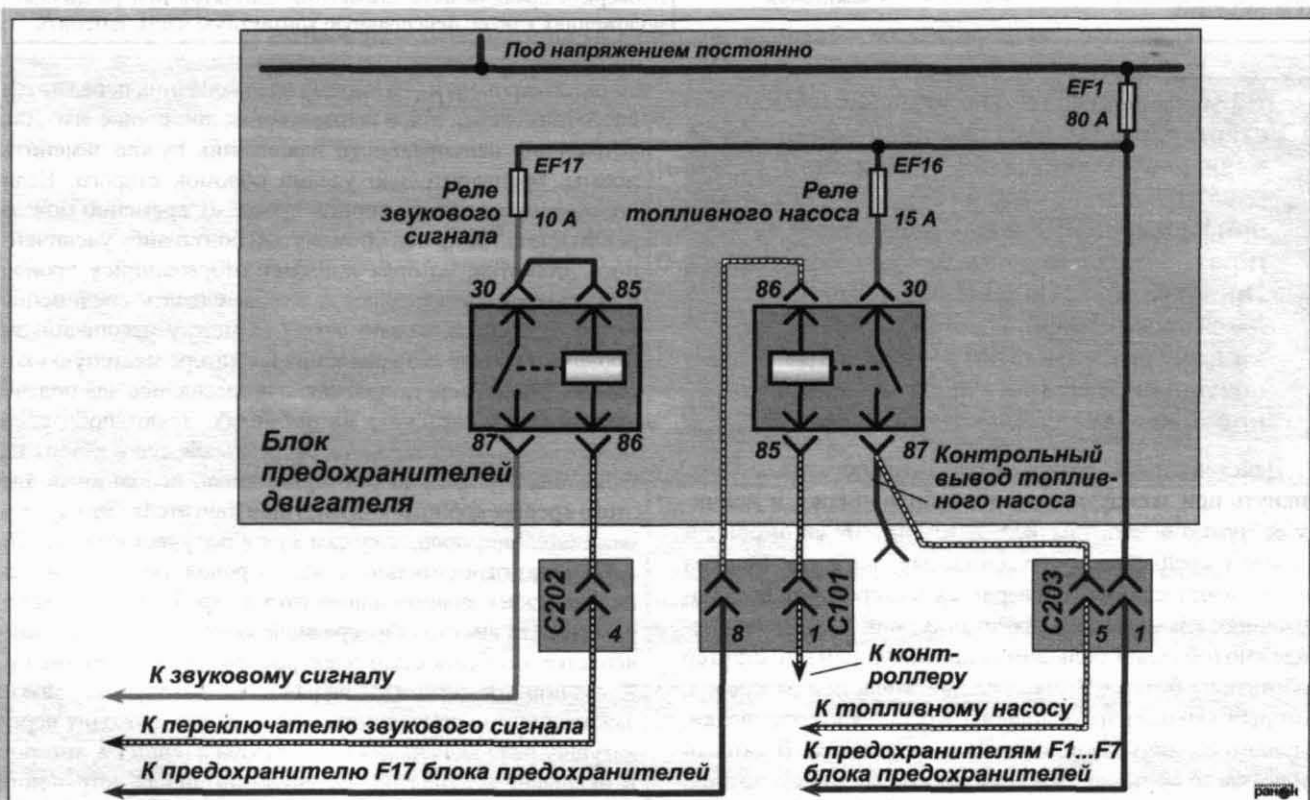 Под напряжением постоянно
EF1
80 А
EF17
Реле
звукового
сигнала
10 А
EF16
Реле
топливного насоса
15 А
30
85
86
30
87
86
85
87
Блок
предохранителей
двигателя
Контрольный
вывод топлив-
ного насоса
C202
4
8
C101
1
C203
5
1
К звуковому сигналу
К конт-
роллеру
К переключателю звукового сигнала
К топливному насосу
К предохранителю F17 блока предохранителей
К предохранителям F1...F7
блока предохранителей